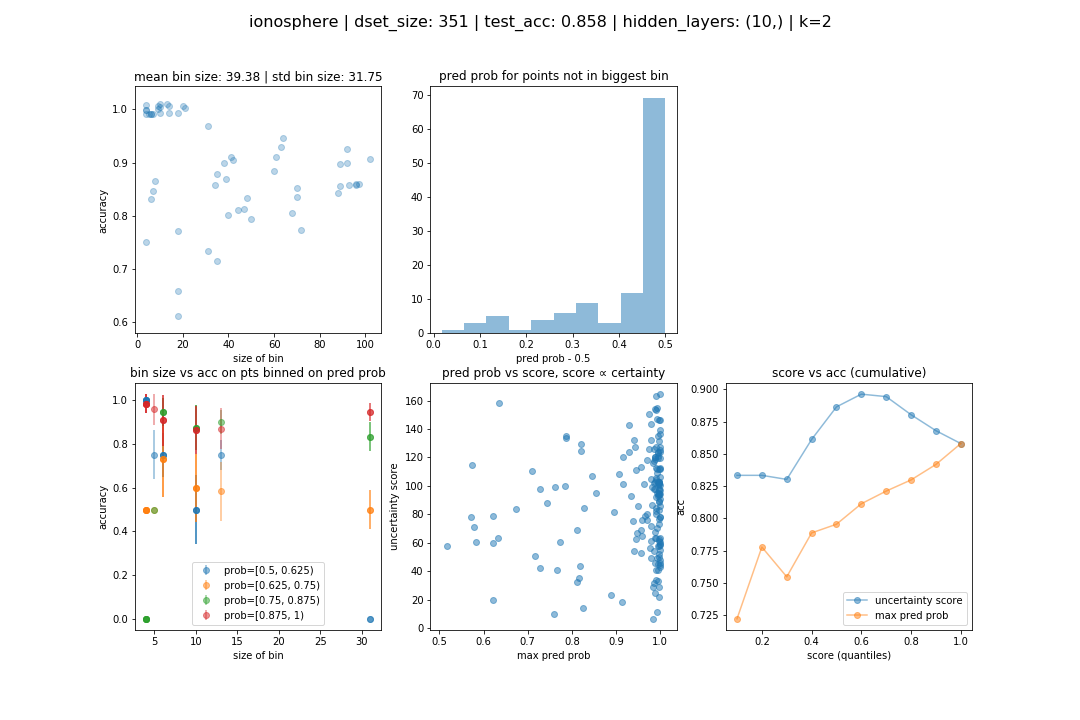 ionosphere | dset_size: 351 | test_acc: 0.858 | hidden_layers: (10,) | k=2
mean bin size: 39.38 | std bin size: 31.75
1.0
0.9
0.8
0.7
0.6
accuracy
0 20 40 60 80 100
size of bin
pred prob for points not in biggest bin
70
60
50
40
30
20
10
0
0.0 0.1 0.2 0.3 0.4 0.5
pred prob - 0.5
bin size vs acc on pts binned on pred prob
1.0
0.8
0.6
0.4
0.2
0.0
accuracy
prob=[0.5, 0.625)
prob=[0.625, 0.75)
prob=[0.75, 0.875)
prob=[0.875, 1)
5 10 15 20 25 30
size of bin
pred prob vs score, score ∝ certainty
160
140
120
100
80
60
40
20
0
uncertainty score
0.5 0.6 0.7 0.8 0.9 1.0
max pred prob
score vs acc (cumulative)
0.900
0.875
0.850
0.825
0.800
0.775
0.750
0.725
acc
uncertainty score
max pred prob
0.2 0.4 0.6 0.8 1.0
score (quantiles)